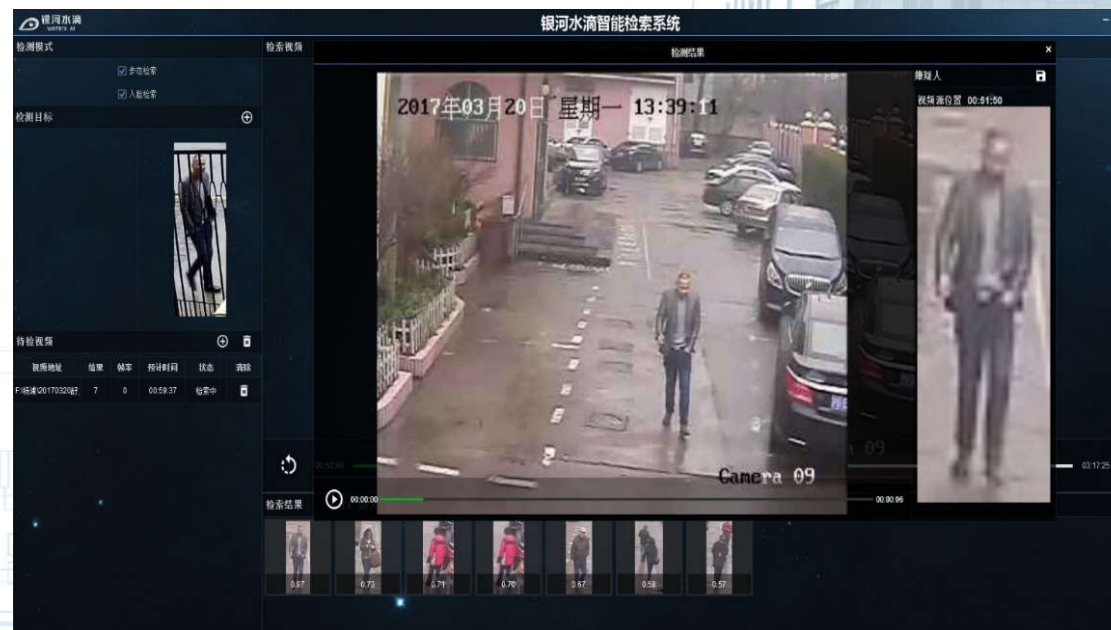 银河水滴
WATRIX AI
银河水滴智能检索系统
检测模式
步态检索
人脸检索
检测目标
待检视频
视频地址 结果 帧率 预计时间 状态 清除
7 0 00:59:37 检索中
检索视频
检测结果
2017年03月20日 星期一 13:39:11
Camera 09
00:00:00
00:00:06
嫌疑人
视频源位置 00:51:50
03:17:25
检索结果
0.97 0.73 0.71 0.70 0.67 0.58 0.57